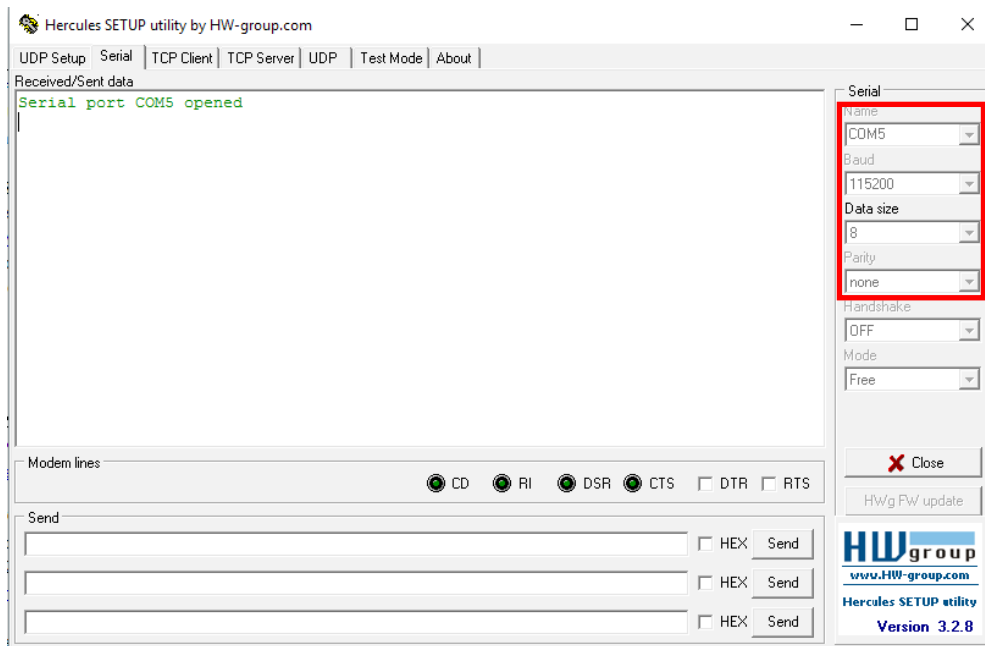 Hercules SETUP utility by HW-group.com
UDP Setup Serial TCP Client TCP Server UDP Test Mode About
Received/Sent data
Serial port COM5 opened
Serial
Name
COM5
Baud
115200
Data size
8
Parity
none
Handshake
OFF
Mode
Free
Modem lines
CD RI DSR CTS DTR RTS
Close
HWg FW update
Send
HEX Send
HEX Send
HEX Send
HW group
www.HW-group.com
Hercules SETUP utility
Version 3.2.8